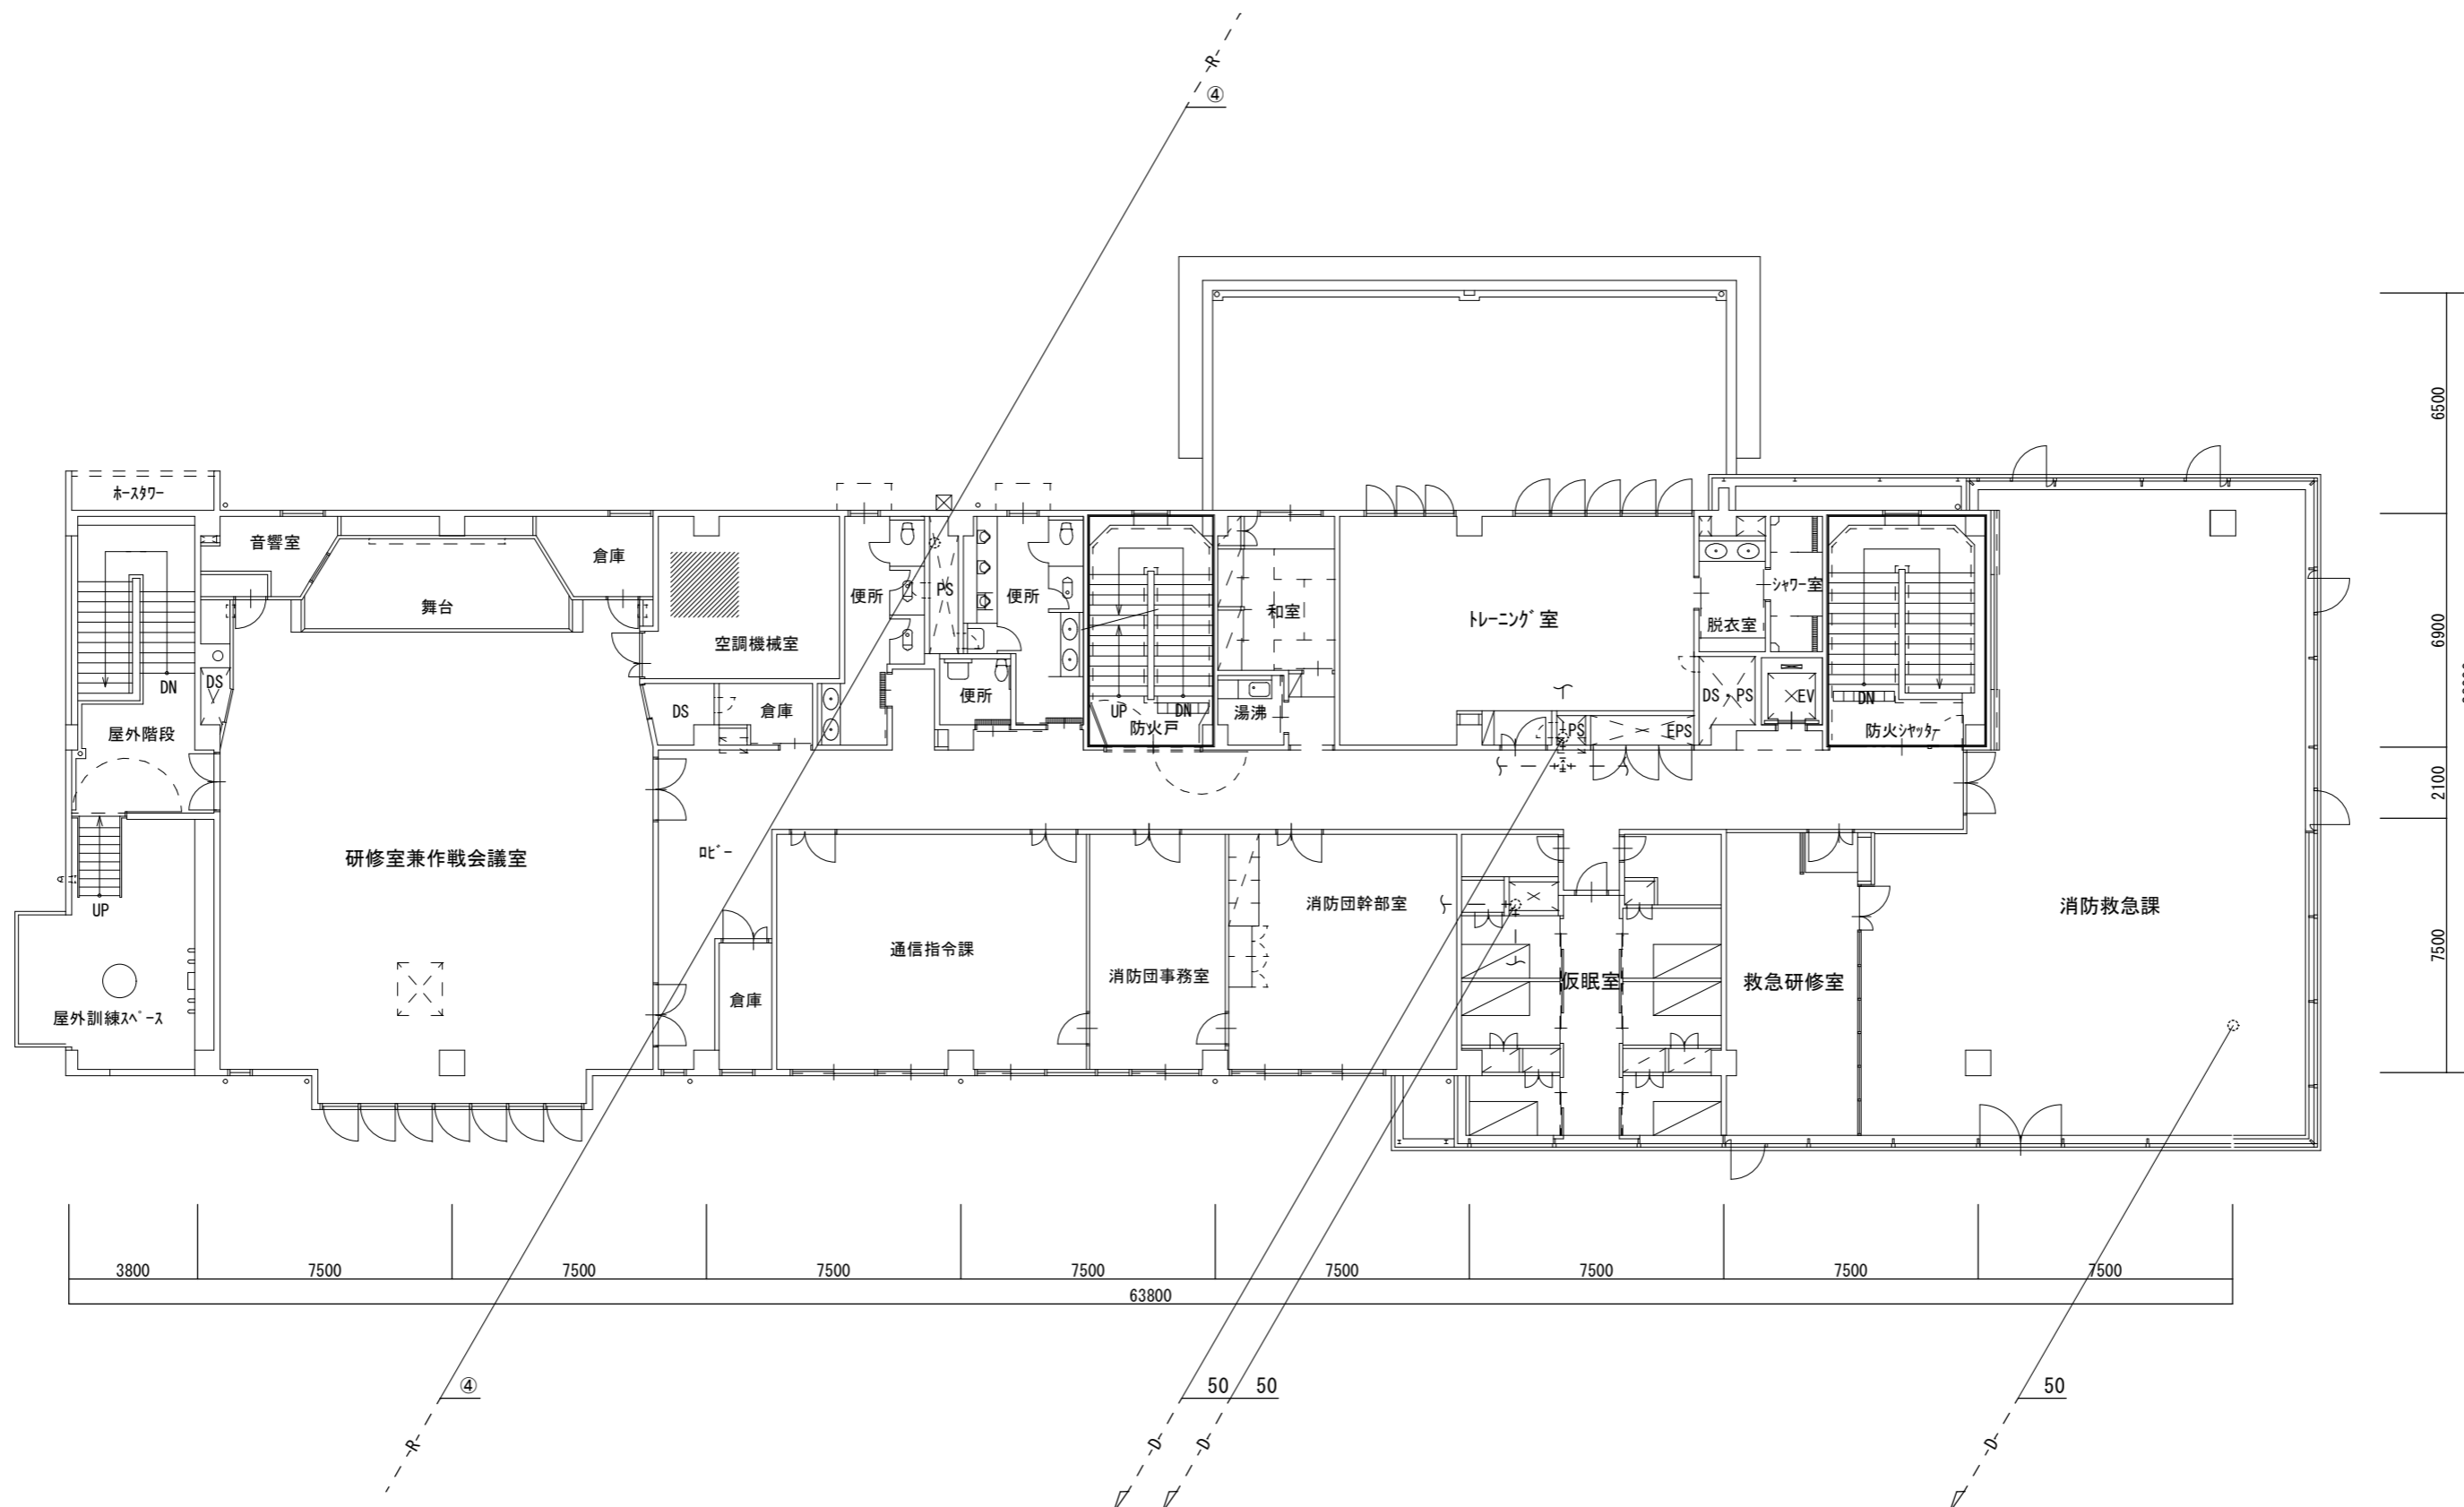 R
④
6500
6900
2100
7500
ホースタワー
音響室
倉庫
舞台
空調機械室
便所
PS
便所
便所
DN
DS
屋外階段
DS
倉庫
UP
DN
防火戸
和室
湯沸
トレーニング室
脱衣室
シャワー室
DS・PS
EV
PS
EPS
DN
防火シャッター
研修室兼作戦会議室
ロビー
UP
屋外訓練スペース
倉庫
通信指令課
消防団事務室
消防団幹部室
仮眠室
救急研修室
消防救急課
3800
7500
7500
7500
7500
7500
7500
7500
7500
63800
④
50
50
50
R
D
D
D